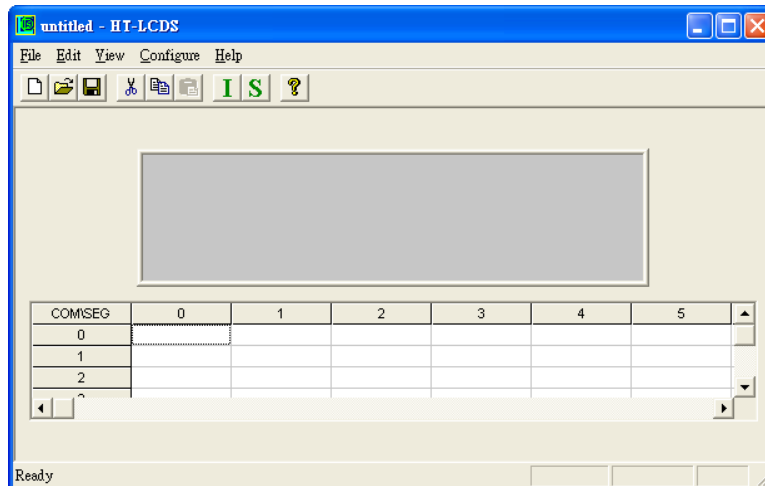 untitled - HT-LCDS
File Edit View Configure Help
I S ?
COM\SEG 0 1 2 3 4 5
0
1
2
Ready